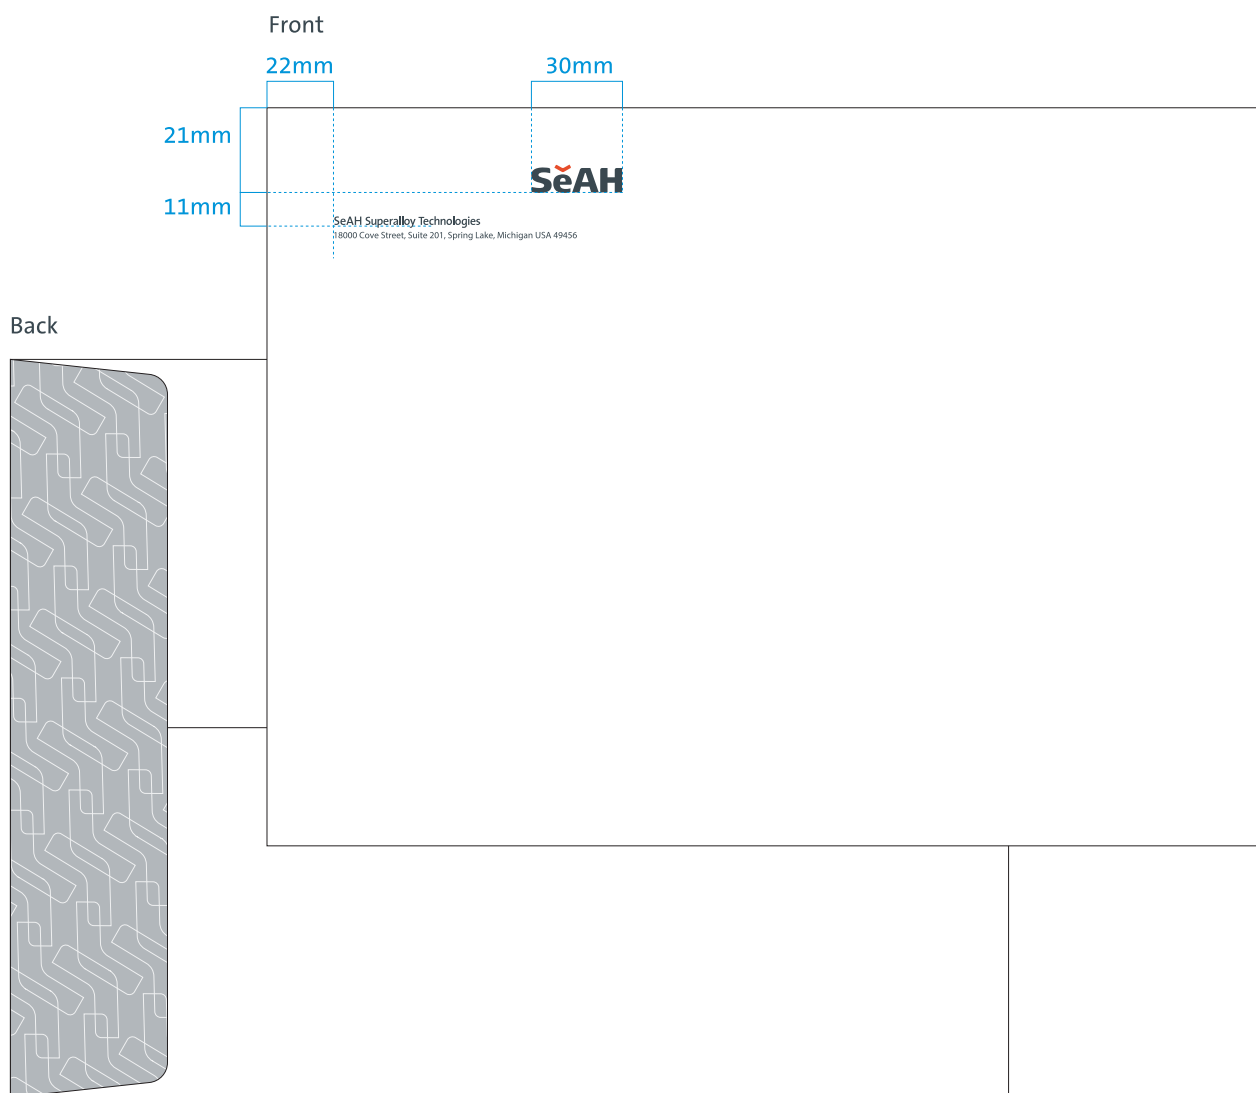 Front
22mm
30mm
21mm
SeAH
11mm
SeAH Superalloy Technologies
18000 Cove Street, Suite 201, Spring Lake, Michigan USA 49456
Back